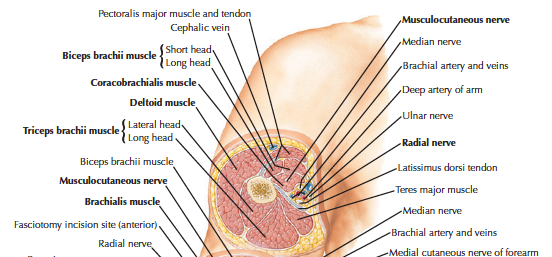 Pectoralis major muscle and tendon
Cephalic vein
Biceps brachii muscle
Short head
Long head
Coracobrachialis muscle
Deltoid muscle
Triceps brachii muscle
Lateral head
Long head
Biceps brachii muscle
Musculocutaneous nerve
Brachialis muscle
Fasciotomy incision site (anterior)
Radial nerve
Musculocutaneous nerve
Median nerve
Brachial artery and veins
Deep artery of arm
Ulnar nerve
Radial nerve
Latissimus dorsi tendon
Teres major muscle
Median nerve
Brachial artery and veins
Medial cutaneous nerve of forearm